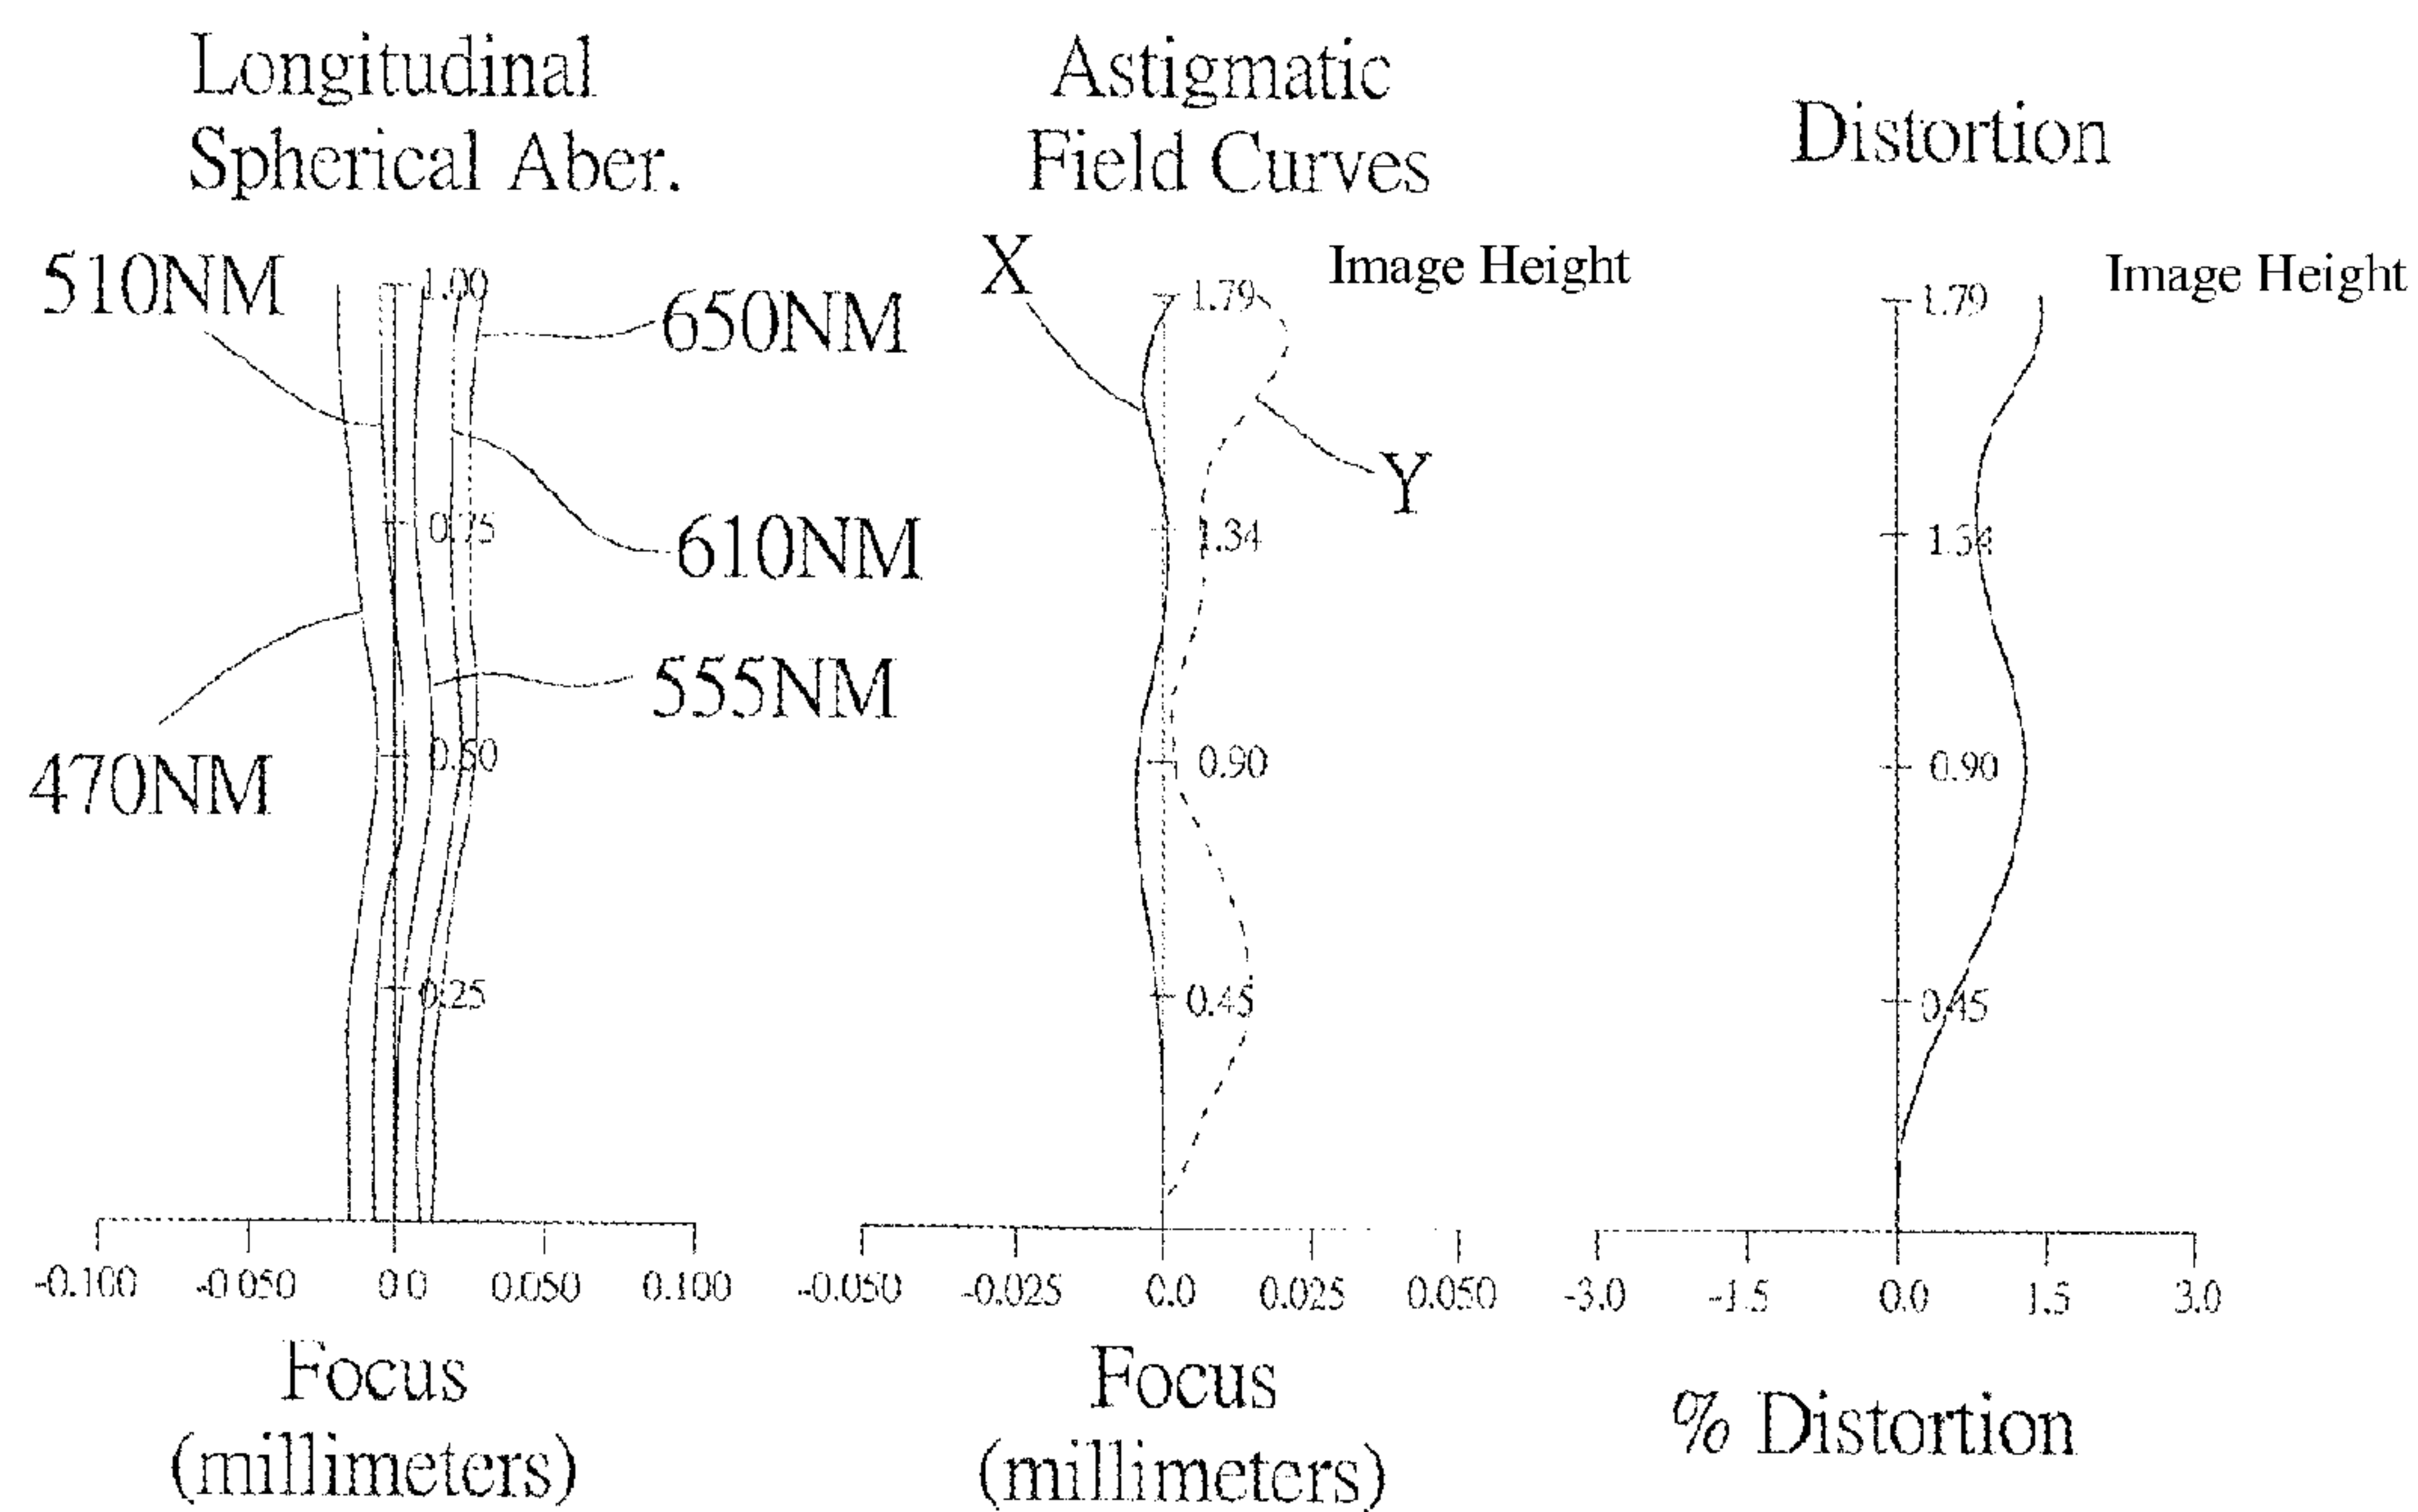 Longitudinal
Spherical Aber.
510NM
1.00
650NM
0.75
610NM
555NM
470NM
0.50
0.25
-0.100 -0.050 0.0 0.050 0.100
Focus
(millimeters)
Astigmatic
Field Curves
X
1.79
Image Height
Y
1.34
0.90
0.45
-0.050 -0.025 0.0 0.025 0.050
Focus
(millimeters)
Distortion
1.79
Image Height
1.34
0.90
0.45
-3.0 -1.5 0.0 1.5 3.0
% Distortion